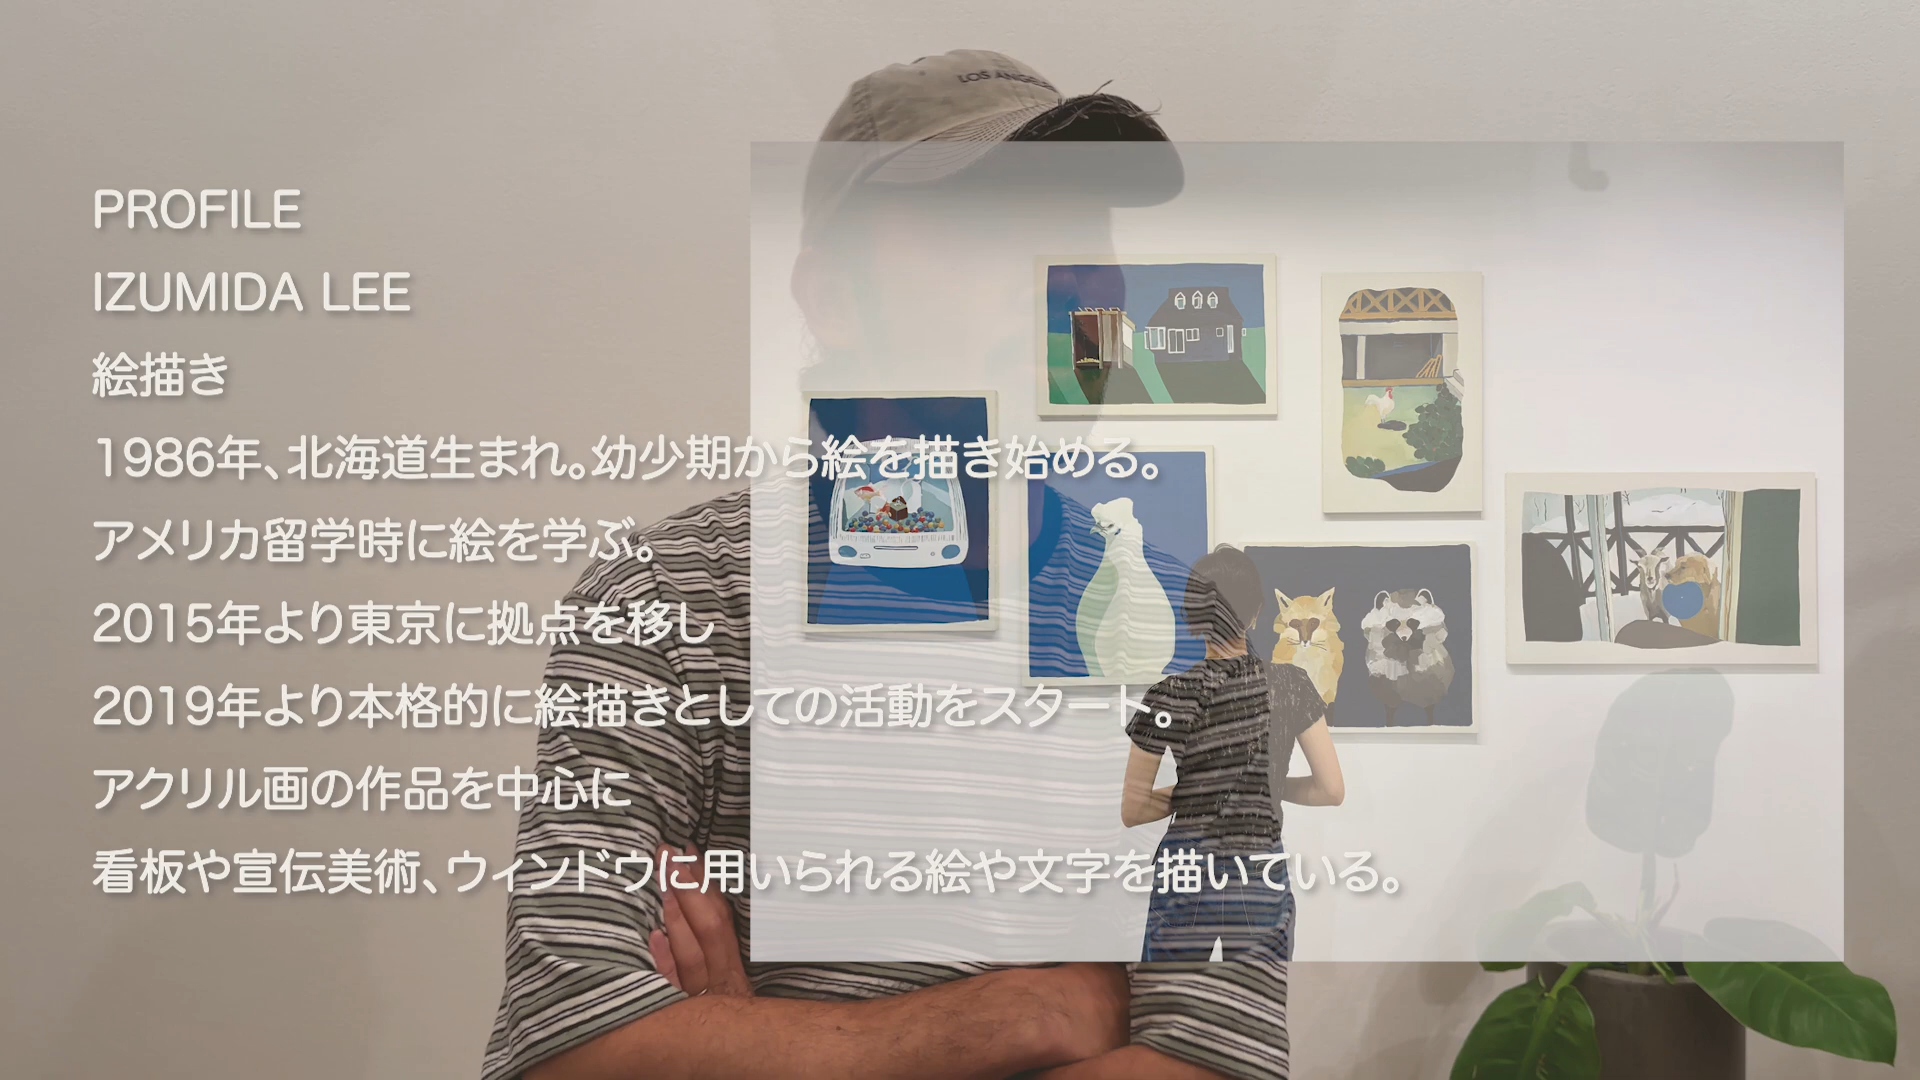 LOS ANGELES
PROFILE
IZUMIDA LEE
絵描き
1986年、北海道生まれ。幼少期から絵を描き始める。
アメリカ留学時に絵を学ぶ。
2015年より東京に拠点を移し
2019年より本格的に絵描きとしての活動をスタート。
アクリル画の作品を中心に
看板や宣伝美術、ウィンドウに用いられる絵や文字を描いている。